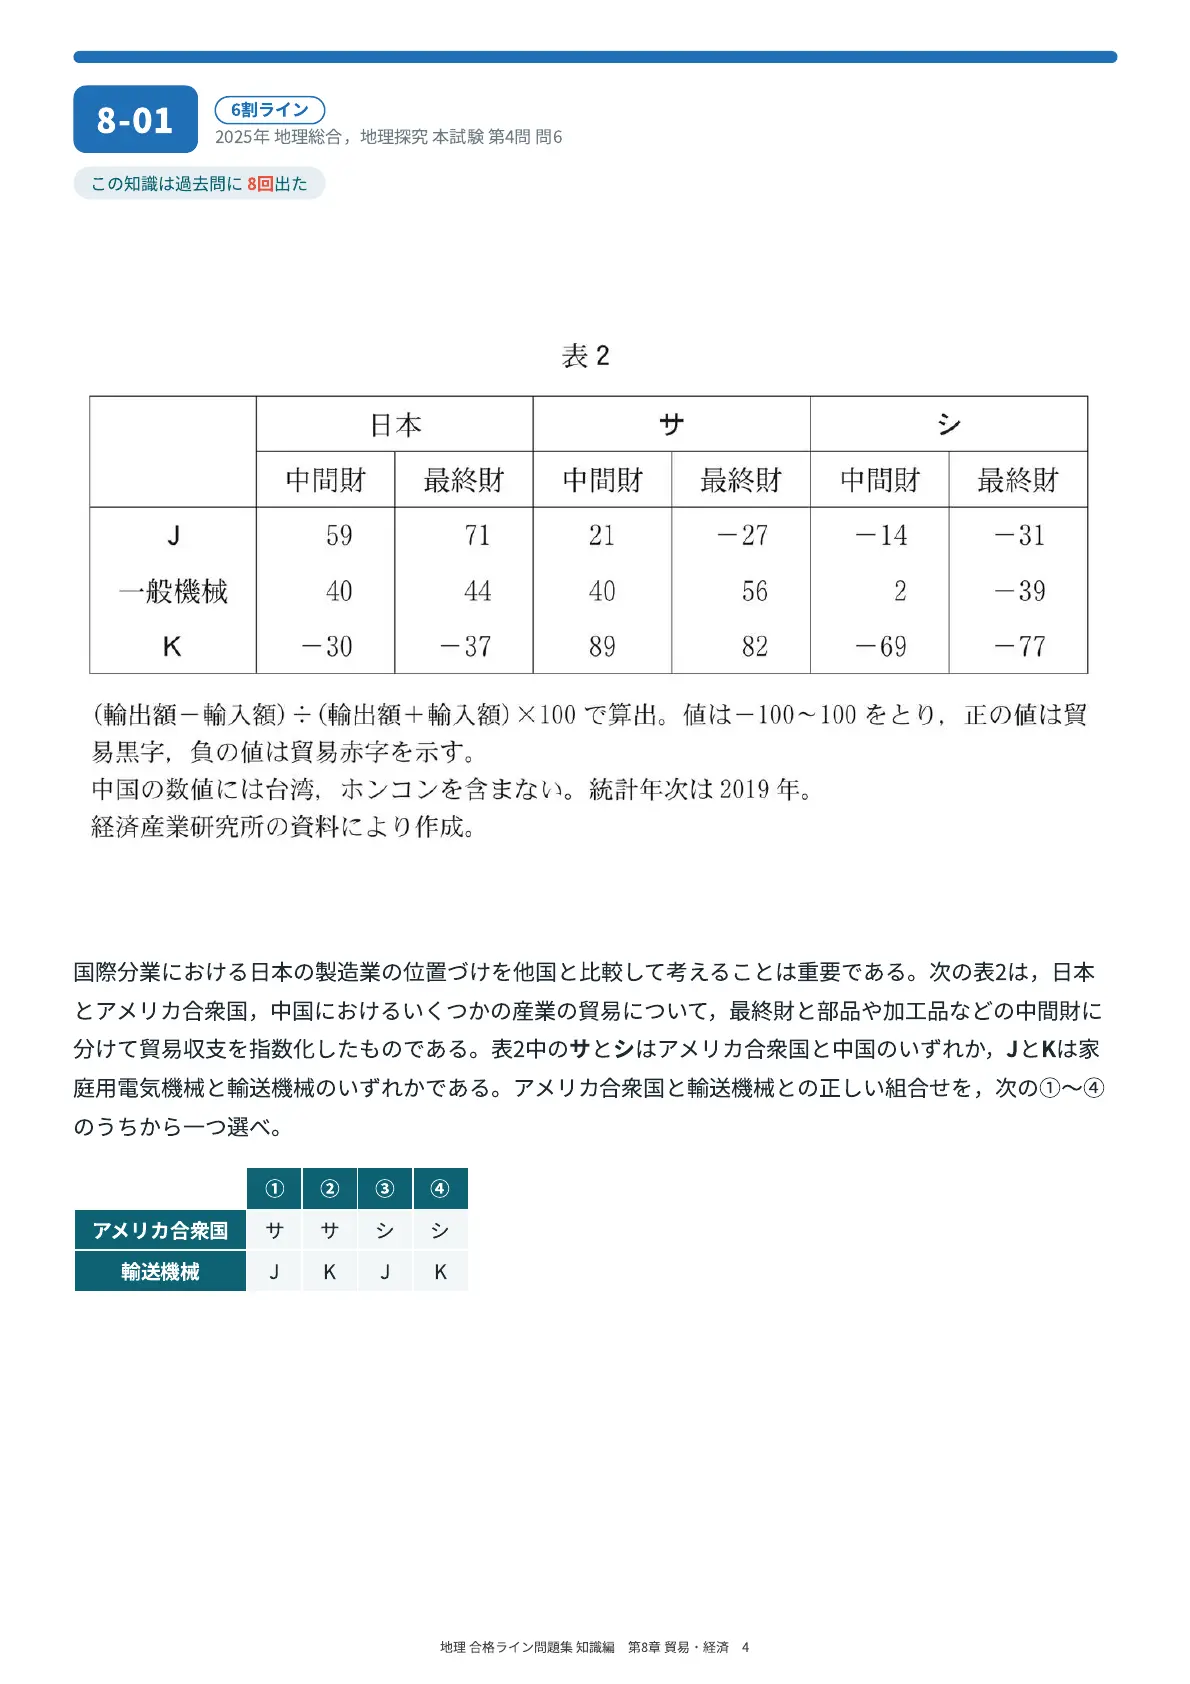 8-01
6割ライン
2025年 地理総合，地理探究 本試験 第4問 問6
この知識は過去問に 8回出た
表 2
日本 サ シ
中間財 最終財 中間財 最終財 中間財 最終財
J 59 71 21 －27 －14 －31
一般機械 40 44 40 56 2 －39
K －30 －37 89 82 －69 －77
(輸出額－輸入額)÷(輸出額＋輸入額)×100 で算出。値は－100～100 をとり，正の値は貿
易黒字，負の値は貿易赤字を示す。
中国の数値には台湾，ホンコンを含まない。統計年次は 2019 年。
経済産業研究所の資料により作成。
国際分業における日本の製造業の位置づけを他国と比較して考えることは重要である。次の表2は，日本
とアメリカ合衆国，中国におけるいくつかの産業の貿易について，最終財と部品や加工品などの中間財に
分けて貿易収支を指数化したものである。表2中のサとシはアメリカ合衆国と中国のいずれか，JとKは家
庭用電気機械と輸送機械のいずれかである。アメリカ合衆国と輸送機械との正しい組合せを，次の①～④
のうちから一つ選べ。
① ② ③ ④
アメリカ合衆国 サ サ シ シ
輸送機械 J K J K
地理 合格ライン問題集 知識編　第8章 貿易・経済　4